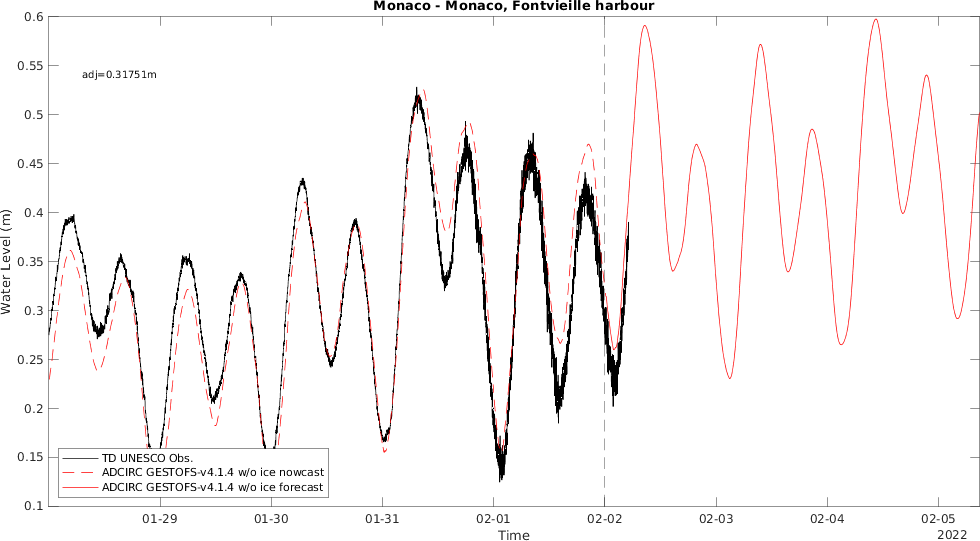 Monaco - Monaco, Fontvieille harbour
0.6
0.55
adj=0.31751m
0.5
0.45
0.4
0.35
0.3
0.25
0.2
0.15
0.1
Water Level (m)
TD UNESCO Obs.
ADCIRC GESTOFS-v4.1.4 w/o ice nowcast
ADCIRC GESTOFS-v4.1.4 w/o ice forecast
01-29 01-30 01-31 02-01 02-02 02-03 02-04 02-05
Time
2022